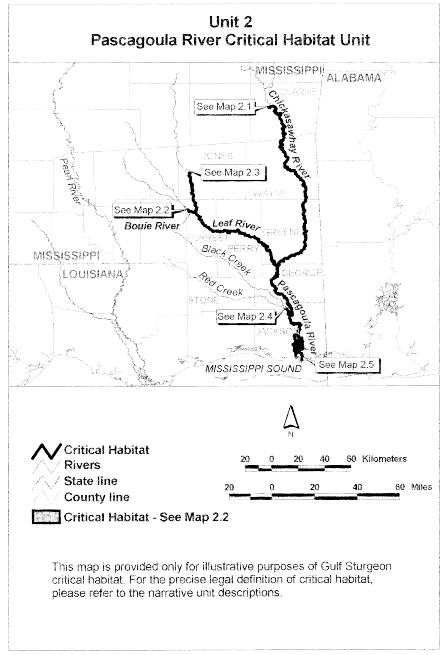 Unit 2
Pascagoula River Critical Habitat Unit
MISSISSIPPI
ALABAMA
CLARKE
See Map 2.1
Chickasawhay River
JONES
See Map 2.3
Pearl River
WAYNE
See Map 2.2
Bouie River
Leaf River
FORREST
PERRY
GREENE
Black Creek
MISSISSIPPI
LOUISIANA
GEORGE
Red Creek
STONE
Pascagoula River
See Map 2.4
JACKSON
See Map 2.5
MISSISSIPPI SOUND
N
Critical Habitat
Rivers
State line
County line
Critical Habitat - See Map 2.2
20 0 20 40 60 Kilometers
20 0 20 40 60 Miles
This map is provided only for illustrative purposes of Gulf Sturgeon
critical habitat. For the precise legal definition of critical habitat,
please refer to the narrative unit descriptions.